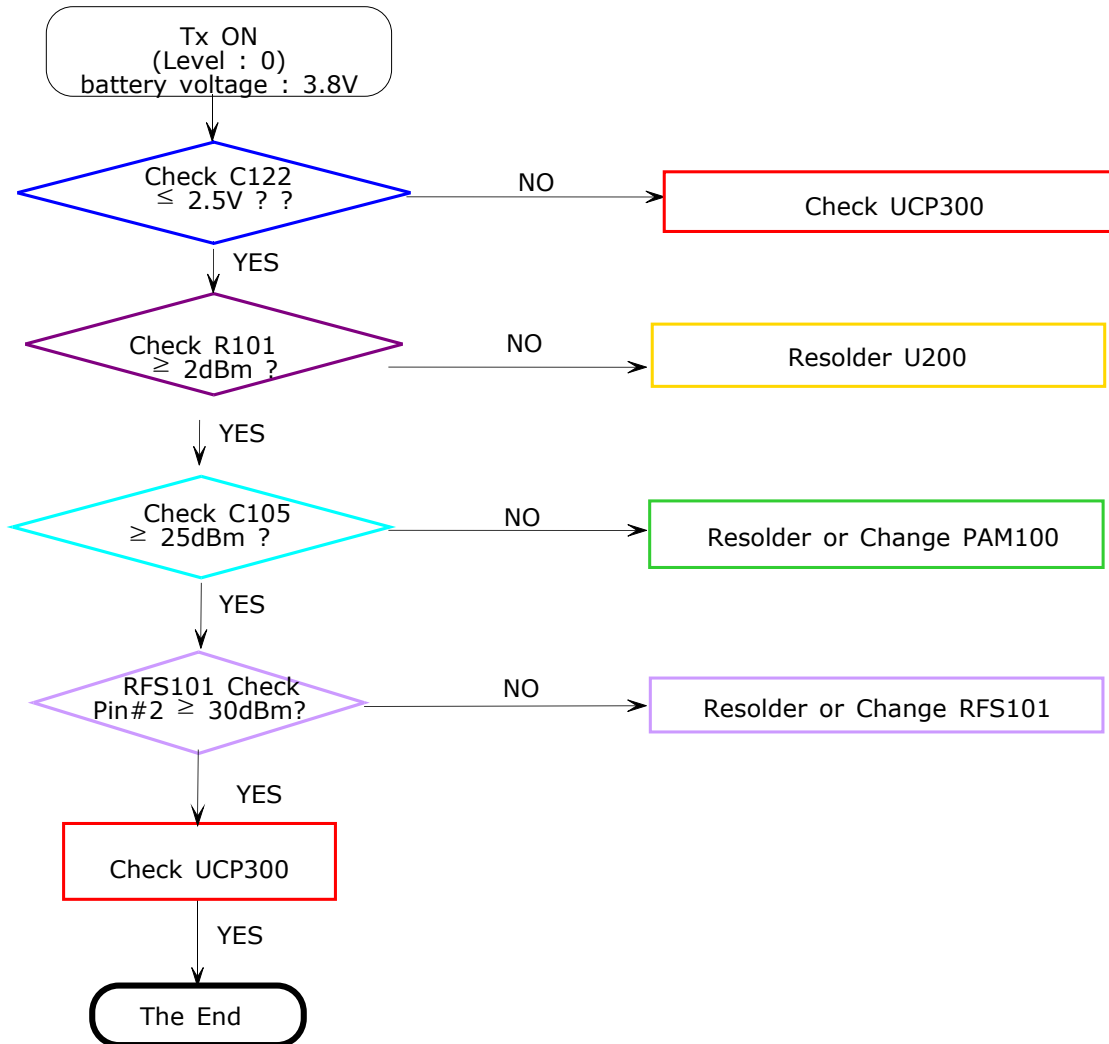 Tx ON
(Level : 0)
battery voltage : 3.8V
Check C122
≤ 2.5V ? ?
NO
Check UCP300
YES
Check R101
≥ 2dBm ?
NO
Resolder U200
YES
Check C105
≥ 25dBm ?
NO
Resolder or Change PAM100
YES
RFS101 Check
Pin#2 ≥ 30dBm?
NO
Resolder or Change RFS101
YES
Check UCP300
YES
The End